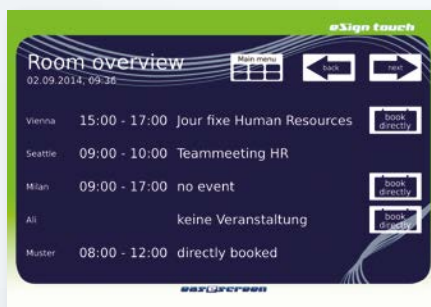 eSign touch
Room overview
02.09.2014, 09:36
Main menu
back
next
Vienna 15:00 - 17:00 Jour fixe Human Resources book directly
Seattle 09:00 - 10:00 Teammeeting HR
Milan 09:00 - 17:00 no event book directly
Ali keine Veranstaltung book directly
Muster 08:00 - 12:00 directly booked
easescreen